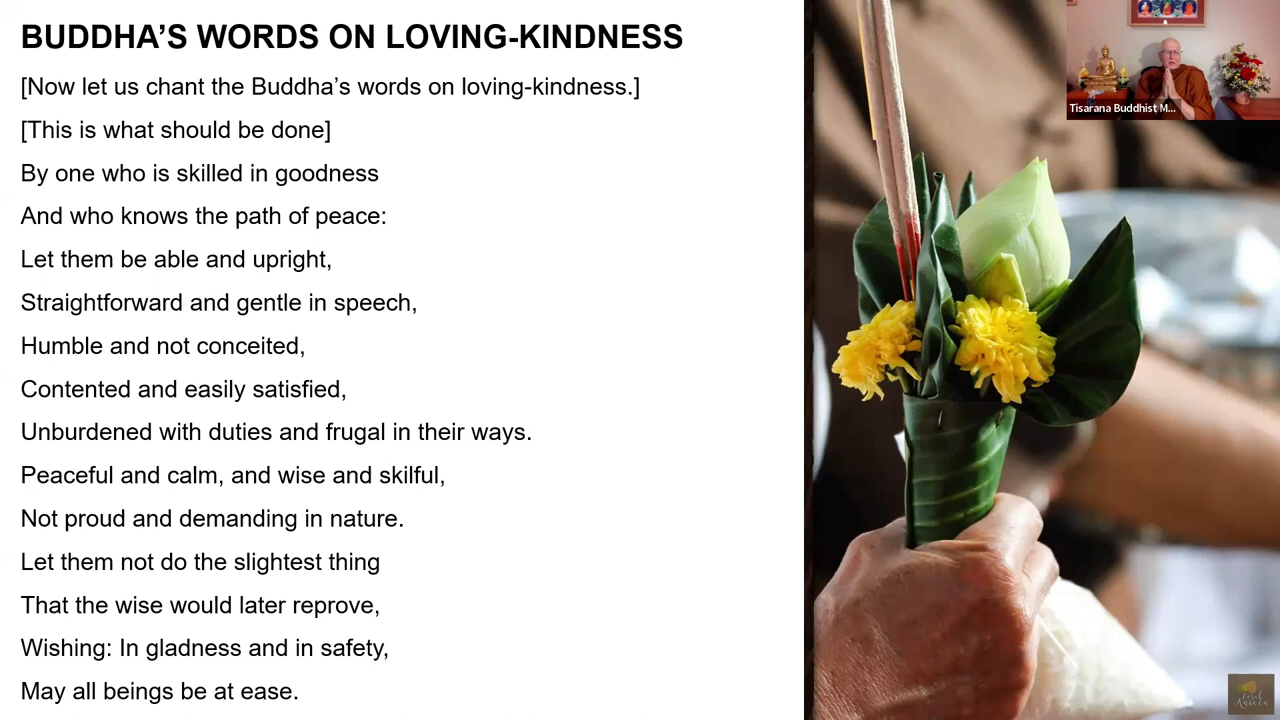 BUDDHA’S WORDS ON LOVING-KINDNESS
[Now let us chant the Buddha’s words on loving-kindness.]
[This is what should be done]
By one who is skilled in goodness
And who knows the path of peace:
Let them be able and upright,
Straightforward and gentle in speech,
Humble and not conceited,
Contented and easily satisfied,
Unburdened with duties and frugal in their ways.
Peaceful and calm, and wise and skilful,
Not proud and demanding in nature.
Let them not do the slightest thing
That the wise would later reprove,
Wishing: In gladness and in safety,
May all beings be at ease.
Tisarana Buddhist M...
Anicca